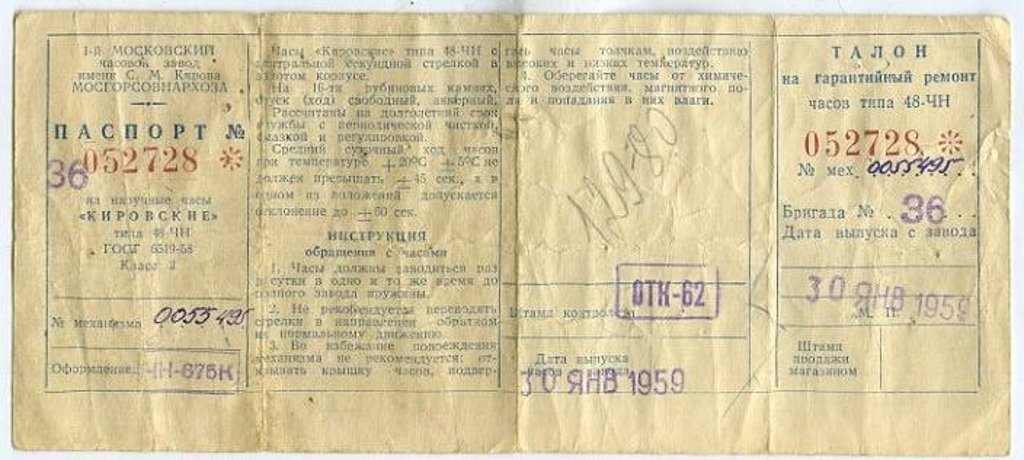 1-й МОСКОВСКИЙ
часовой завод
имени С. М. Кирова
МОСГОРСОВНАРХОЗА
ПАСПОРТ №
052728
36
на наручные часы
«КИРОВСКИЕ»
типа 48-ЧН
ГОСТ 6519-58
Класс 2
№ механизма 0055495
Оформление ЧН-675К
Часы «Кировские» типа 48-ЧН с
центральной секундной стрелкой в
золотом корпусе.
На 16-ти рубиновых камнях,
спуск (ход) свободный, анкерный.
Рассчитаны на долголетний срок
службы с периодической чисткой,
смазкой и регулировкой.
Средний суточный ход часов
при температуре +20°С ±5°С не
должен превышать ±45 сек., а в
одном из положений допускается
отклонение до ±60 сек.
ИНСТРУКЦИЯ
обращения с часами
1. Часы должны заводиться раз
в сутки в одно и то же время до
полного завода пружины.
2. Не рекомендуется переводить
стрелки в направлении обратном
их нормальному движению.
3. Во избежание повреждения
механизма не рекомендуется: от-
крывать крышку часов, подвер-
гать часы толчкам, воздействию
высоких и низких температур.
4. Оберегайте часы от химиче-
ского воздействия, магнитного по-
ля и попадания в них влаги.
Штамп контролера
ОТК-62
Дата выпуска
часов с завода
30 ЯНВ 1959
ТАЛОН
на гарантийный ремонт
часов типа 48-ЧН
052728
№ мех. 0055495
Бригада № 36
Дата выпуска с завода
30 ЯНВ 1959
М. П.
Штамп
продажи
магазином